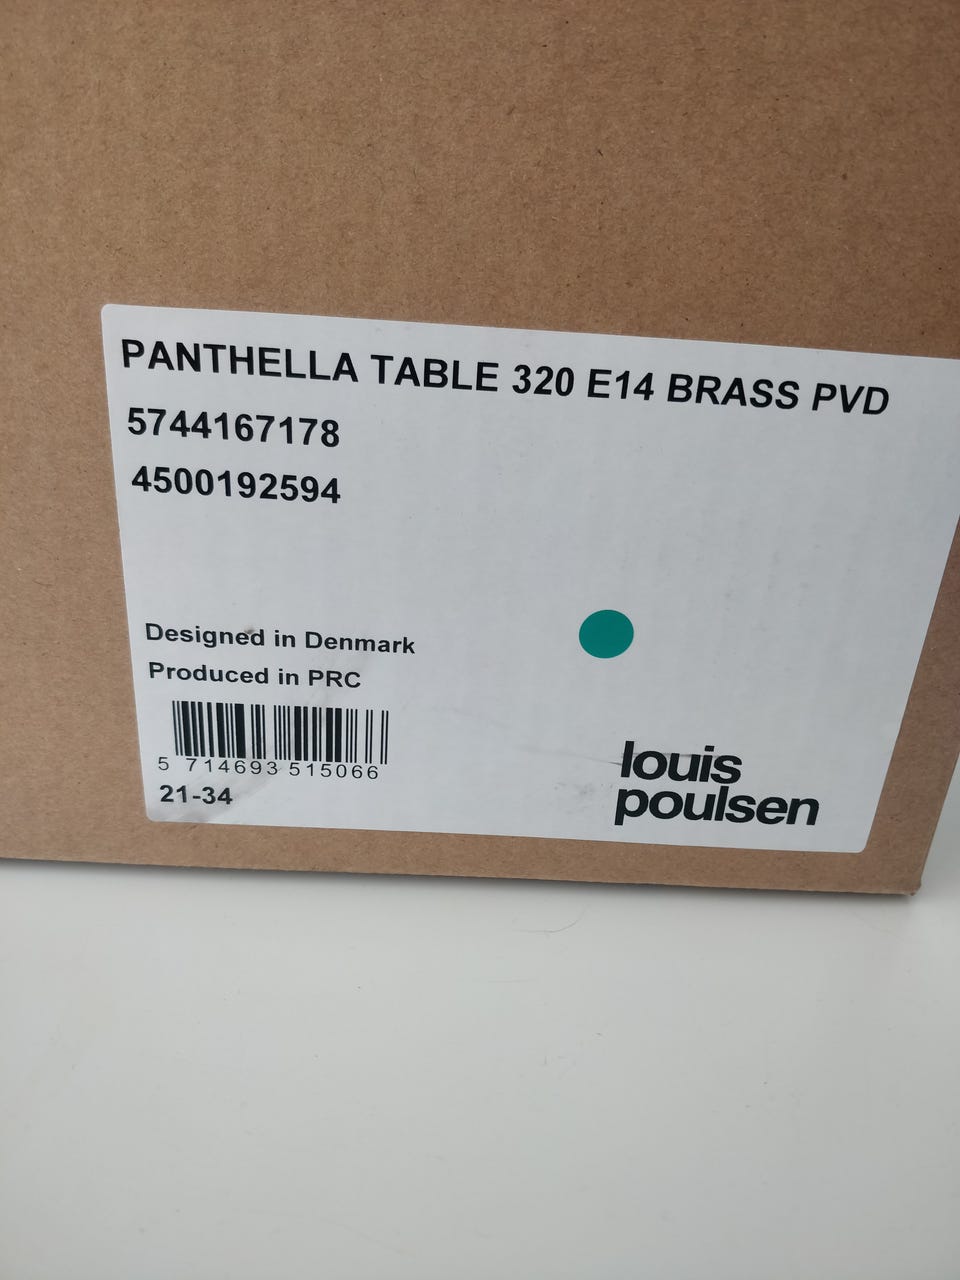 PANTHELLA TABLE 320 E14 BRASS PVD
5744167178
4500192594
Designed in Denmark
Produced in PRC
5 714693 515066
21-34
louis
poulsen